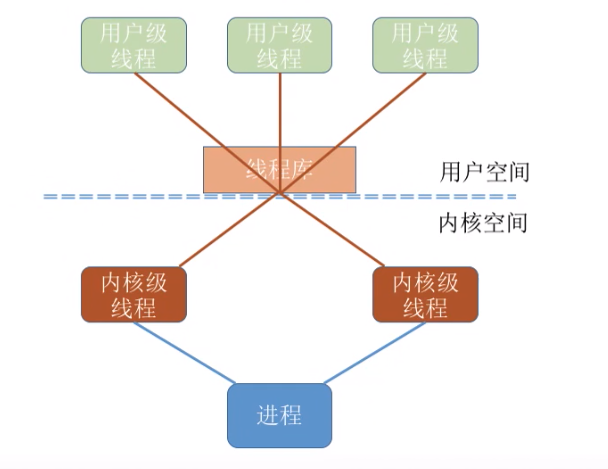 用户级
线程
用户级
线程
用户级
线程
线程库
用户空间
内核空间
内核级
线程
内核级
线程
进程